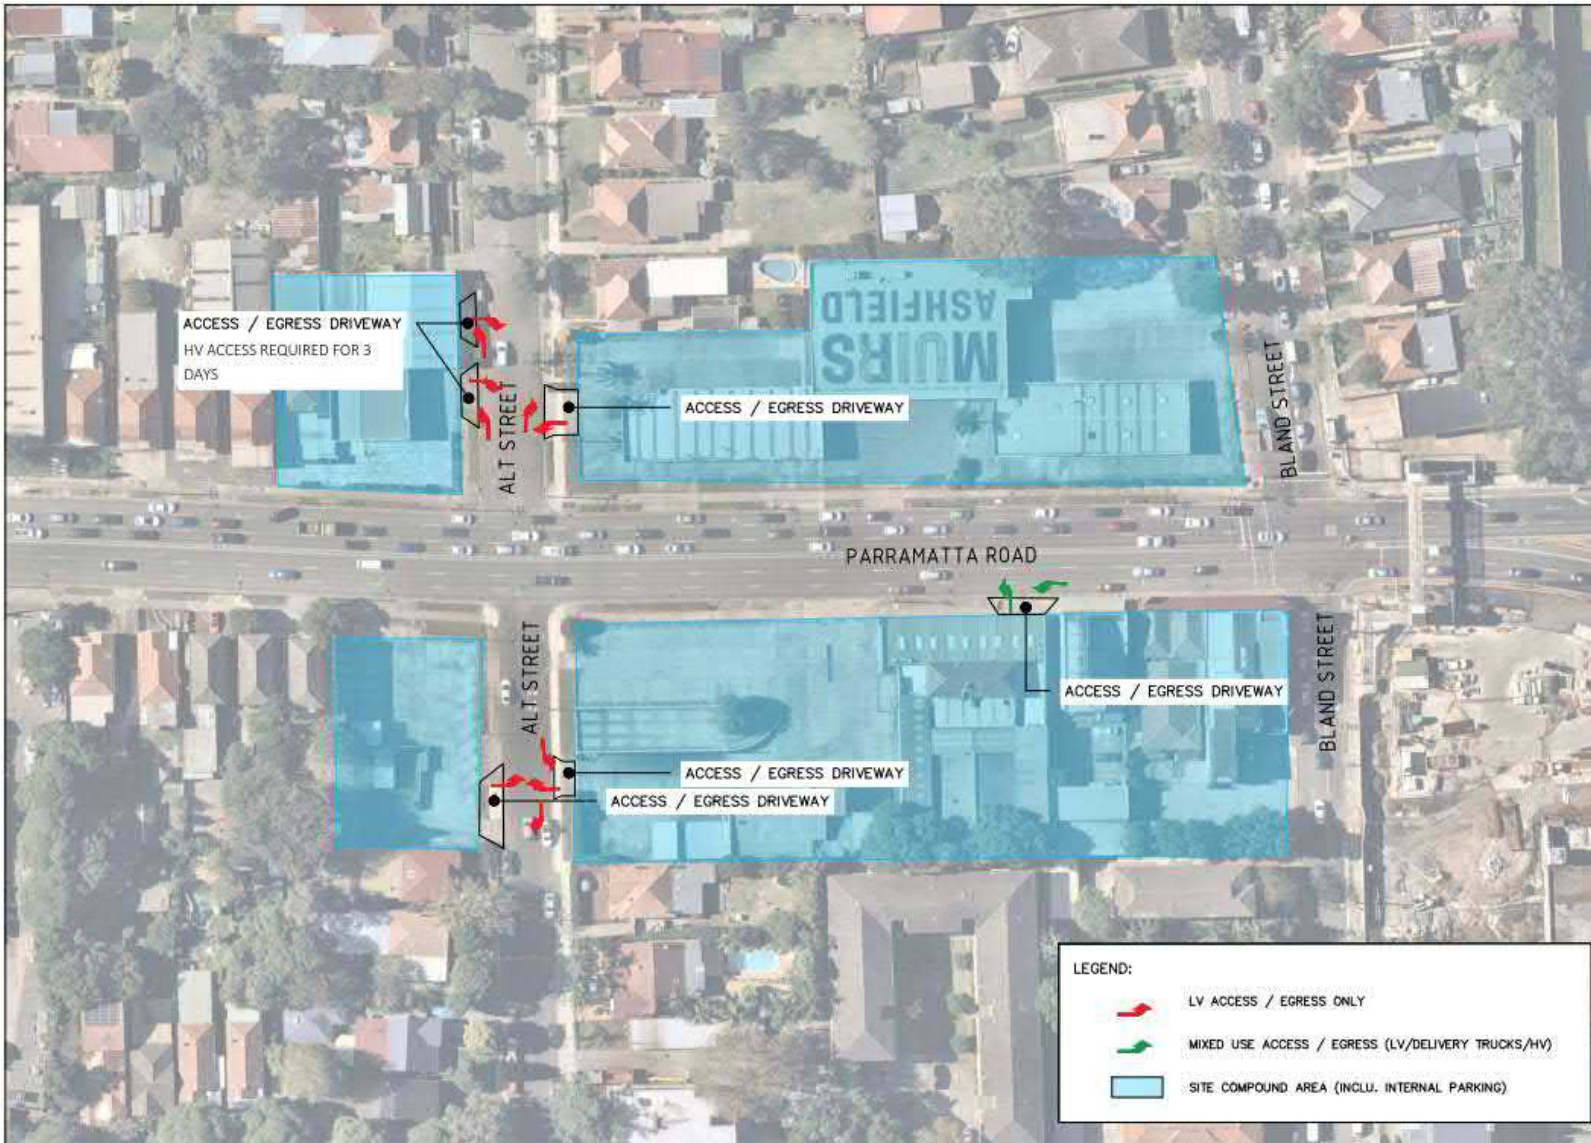 MURS
ASHFIELD
ACCESS / EGRESS DRIVEWAY
HV ACCESS REQUIRED FOR 3
DAYS
ACCESS / EGRESS DRIVEWAY
ALT STREET
BLAND STREET
PARRAMATTA ROAD
ALT STREET
BLAND STREET
ACCESS / EGRESS DRIVEWAY
ACCESS / EGRESS DRIVEWAY
ACCESS / EGRESS DRIVEWAY
LEGEND:
LV ACCESS / EGRESS ONLY
MIXED USE ACCESS / EGRESS (LV/DELIVERY TRUCKS/HV)
SITE COMPOUND AREA (INCLU. INTERNAL PARKING)